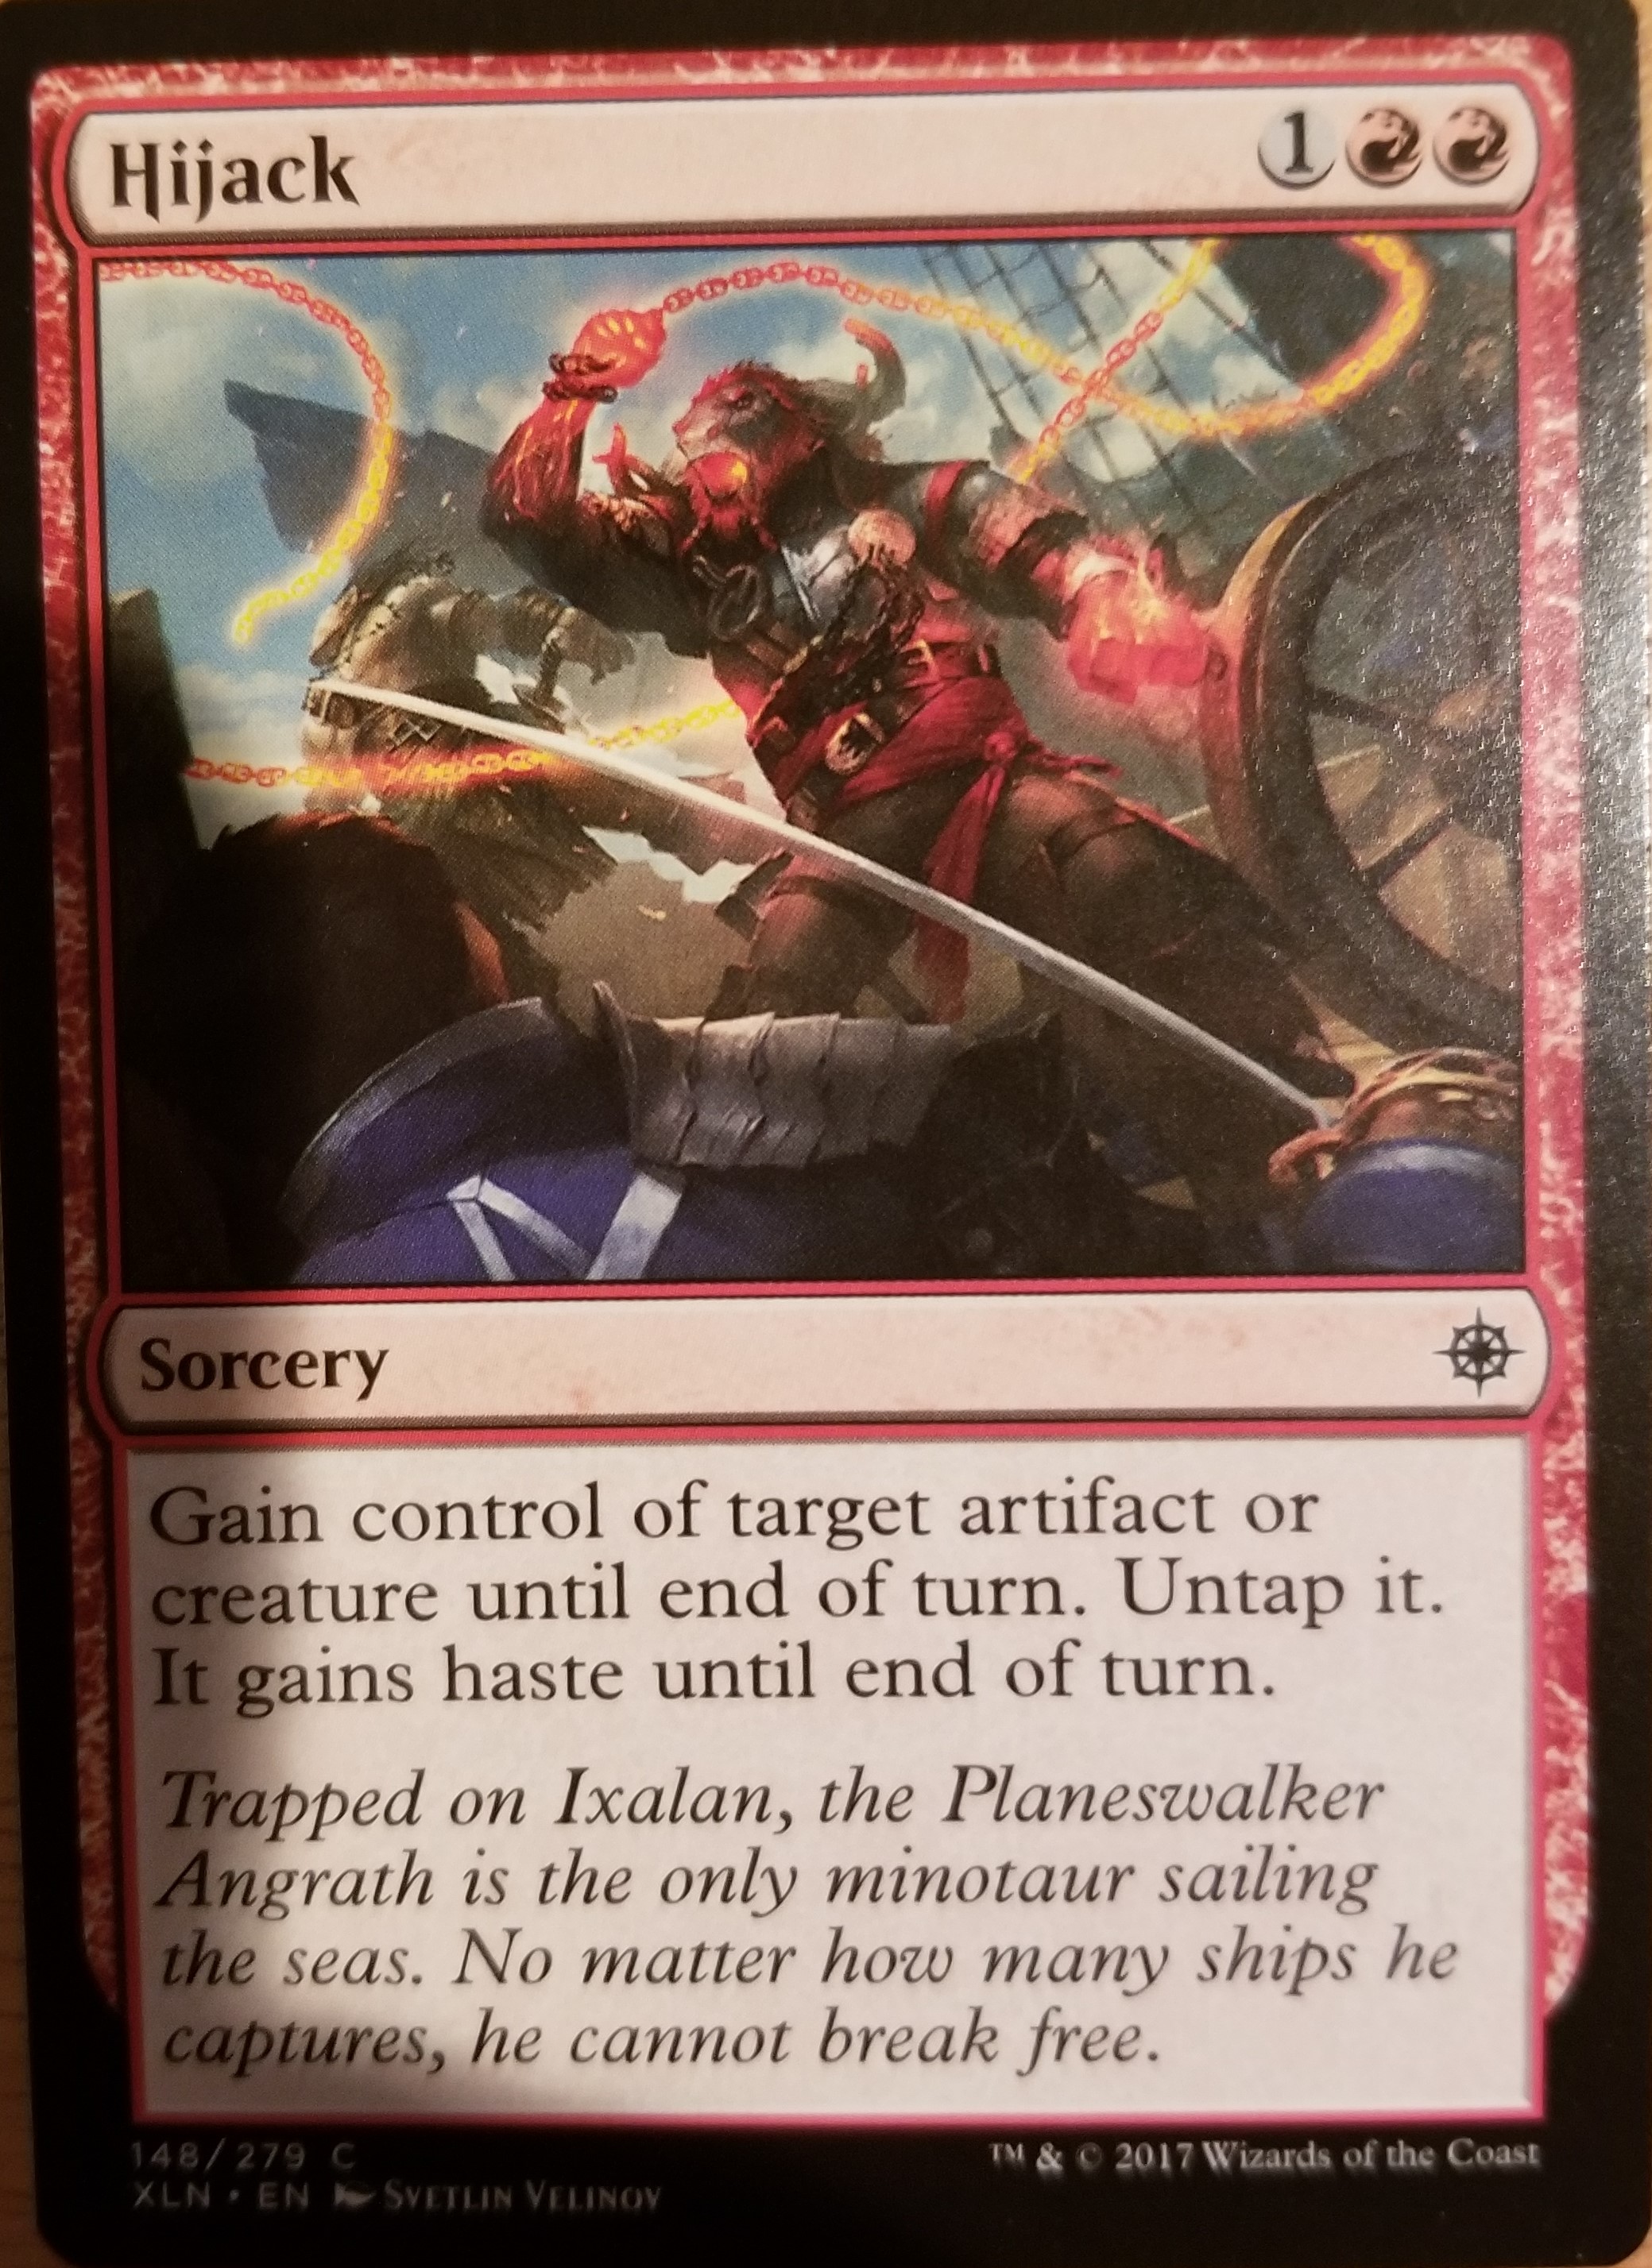 Hijack 1
Sorcery
Gain control of target artifact or
creature until end of turn. Untap it.
It gains haste until end of turn.
Trapped on Ixalan, the Planeswalker
Angrath is the only minotaur sailing
the seas. No matter how many ships he
captures, he cannot break free.
148/279 C
XLN • EN SVETLIN VELINOV
™ & © 2017 Wizards of the Coast